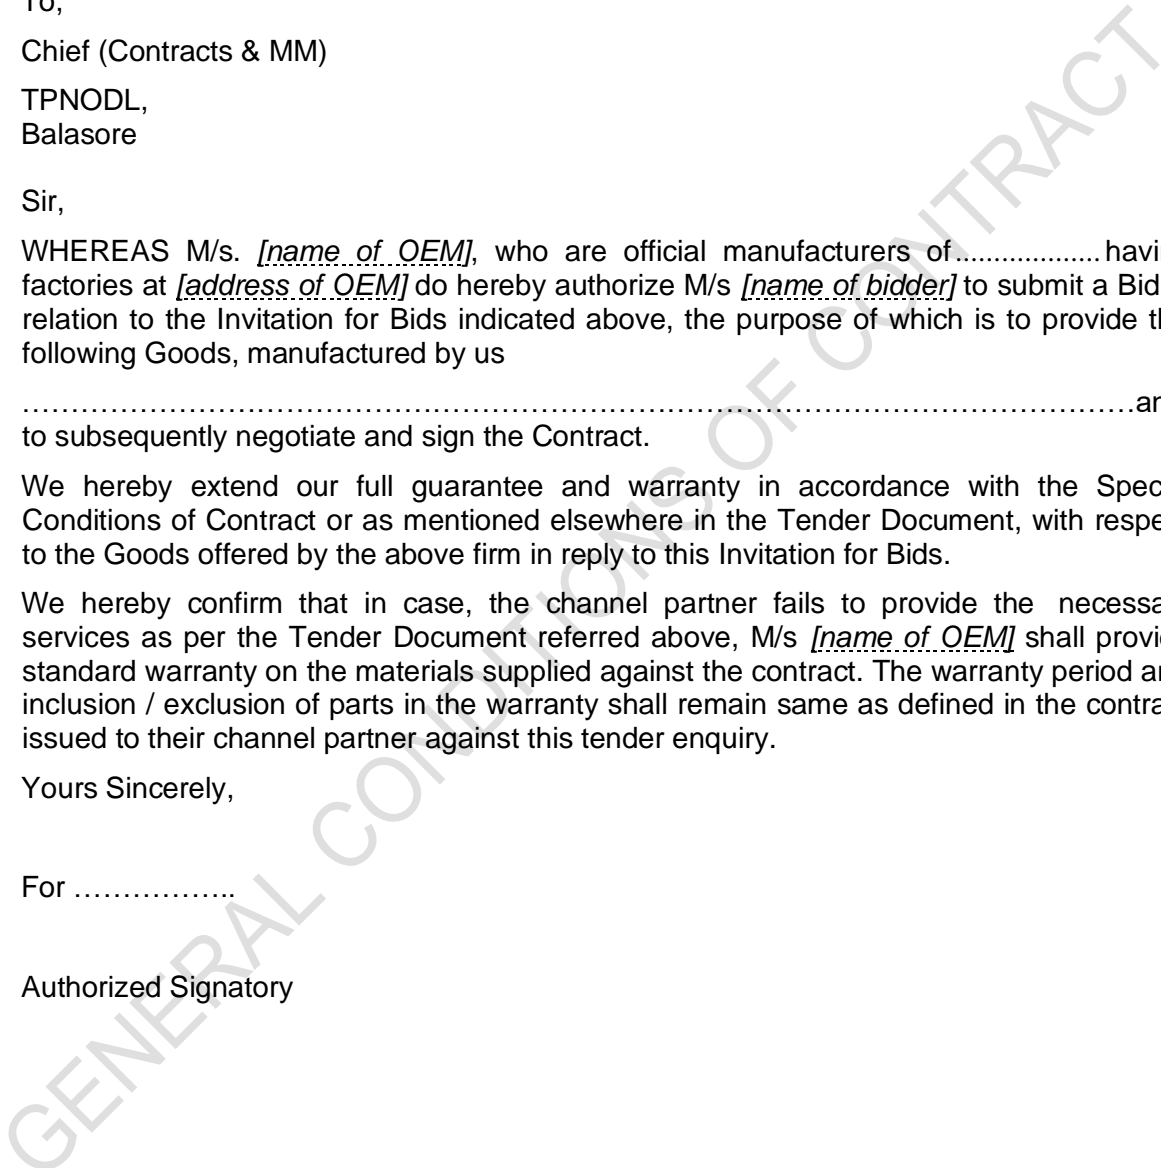 To,
Chief (Contracts & MM)
TPNODL,
Balasore
Sir,
WHEREAS M/s. [name of OEM], who are official manufacturers of .................. havi
factories at [address of OEM] do hereby authorize M/s [name of bidder] to submit a Bid
relation to the Invitation for Bids indicated above, the purpose of which is to provide t
following Goods, manufactured by us
……………………………………………………………………………………………………an
to subsequently negotiate and sign the Contract.
We hereby extend our full guarantee and warranty in accordance with the Spec
Conditions of Contract or as mentioned elsewhere in the Tender Document, with respe
to the Goods offered by the above firm in reply to this Invitation for Bids.
We hereby confirm that in case, the channel partner fails to provide the necessa
services as per the Tender Document referred above, M/s [name of OEM] shall provi
standard warranty on the materials supplied against the contract. The warranty period a
inclusion / exclusion of parts in the warranty shall remain same as defined in the contra
issued to their channel partner against this tender enquiry.
Yours Sincerely,
For ……………..
Authorized Signatory
GENERAL CONDITIONS OF CONTRACT